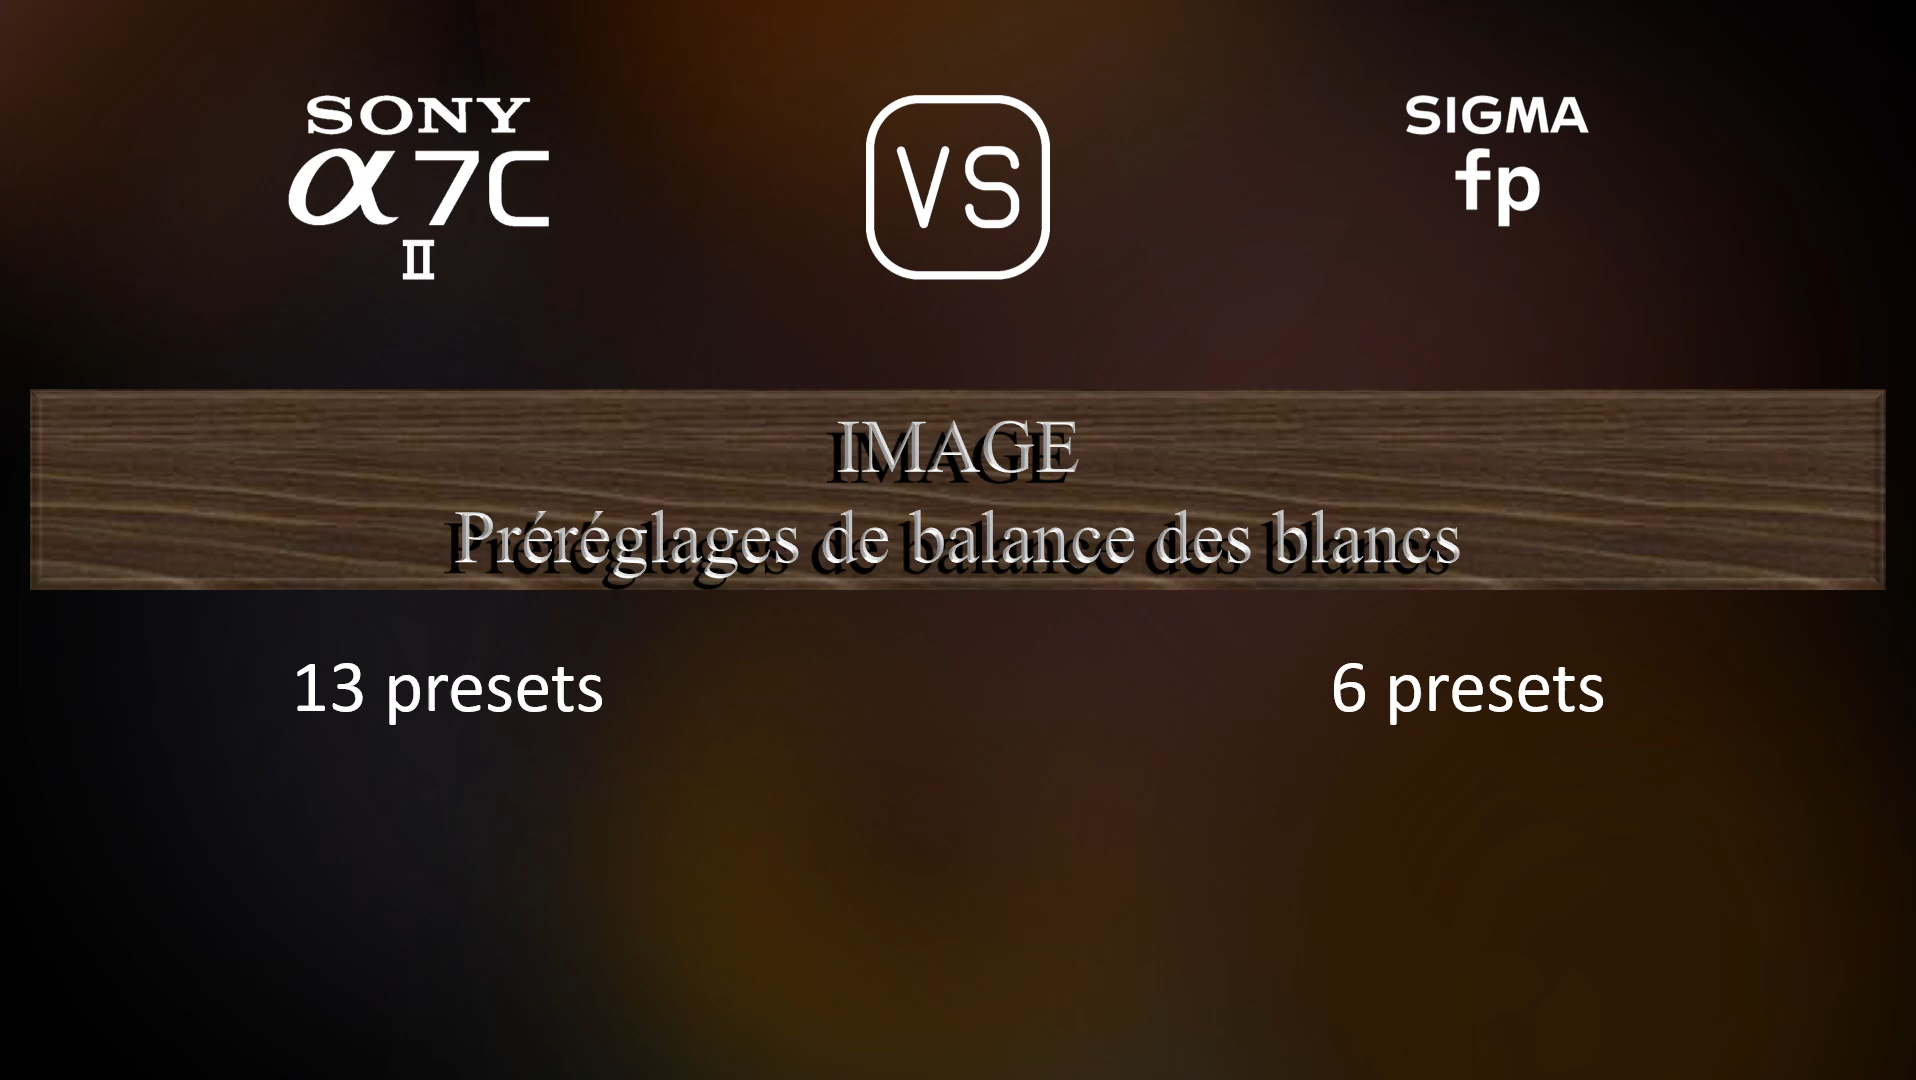 SONY
α7C
II
VS
SIGMA
fp
IMAGE
Préréglages de balance des blancs
13 presets
6 presets